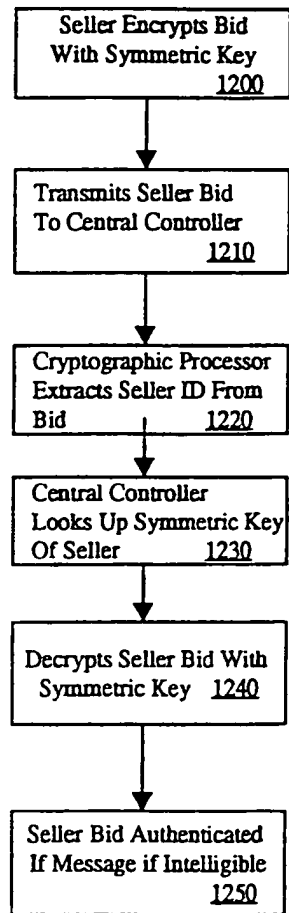 Seller Encrypts Bid
With Symmetric Key
1200
Transmits Seller Bid
To Central Controller
1210
Cryptographic Processor
Extracts Seller ID From
Bid 1220
Central Controller
Looks Up Symmetric Key
Of Seller 1230
Decrypts Seller Bid With
Symmetric Key 1240
Seller Bid Authenticated
If Message if Intelligible
1250